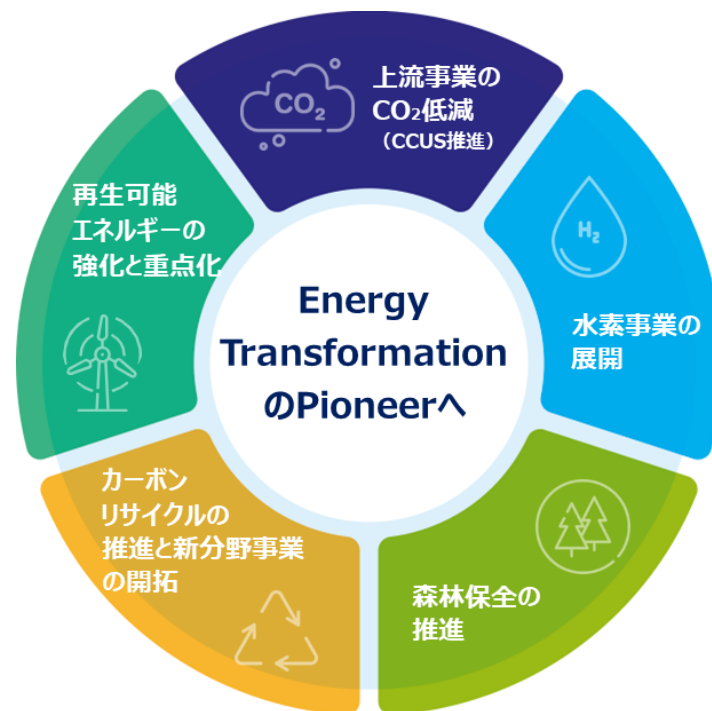 CO₂
上流事業の
CO₂低減
（CCUS推進）
H₂
水素事業の
展開
森林保全の
推進
カーボン
リサイクルの
推進と新分野事業
の開拓
再生可能
エネルギーの
強化と重点化
Energy
Transformation
のPioneerへ